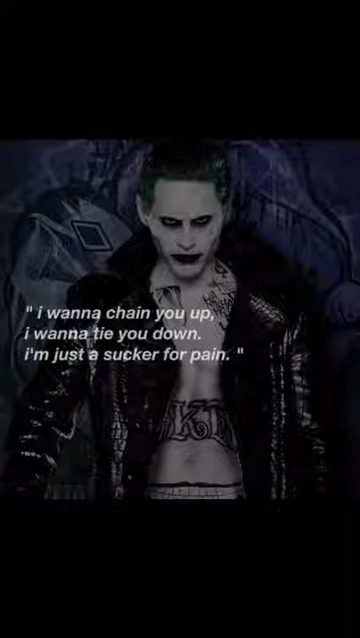 " i wanna chain you up,
i wanna tie you down.
i'm just a sucker for pain. "